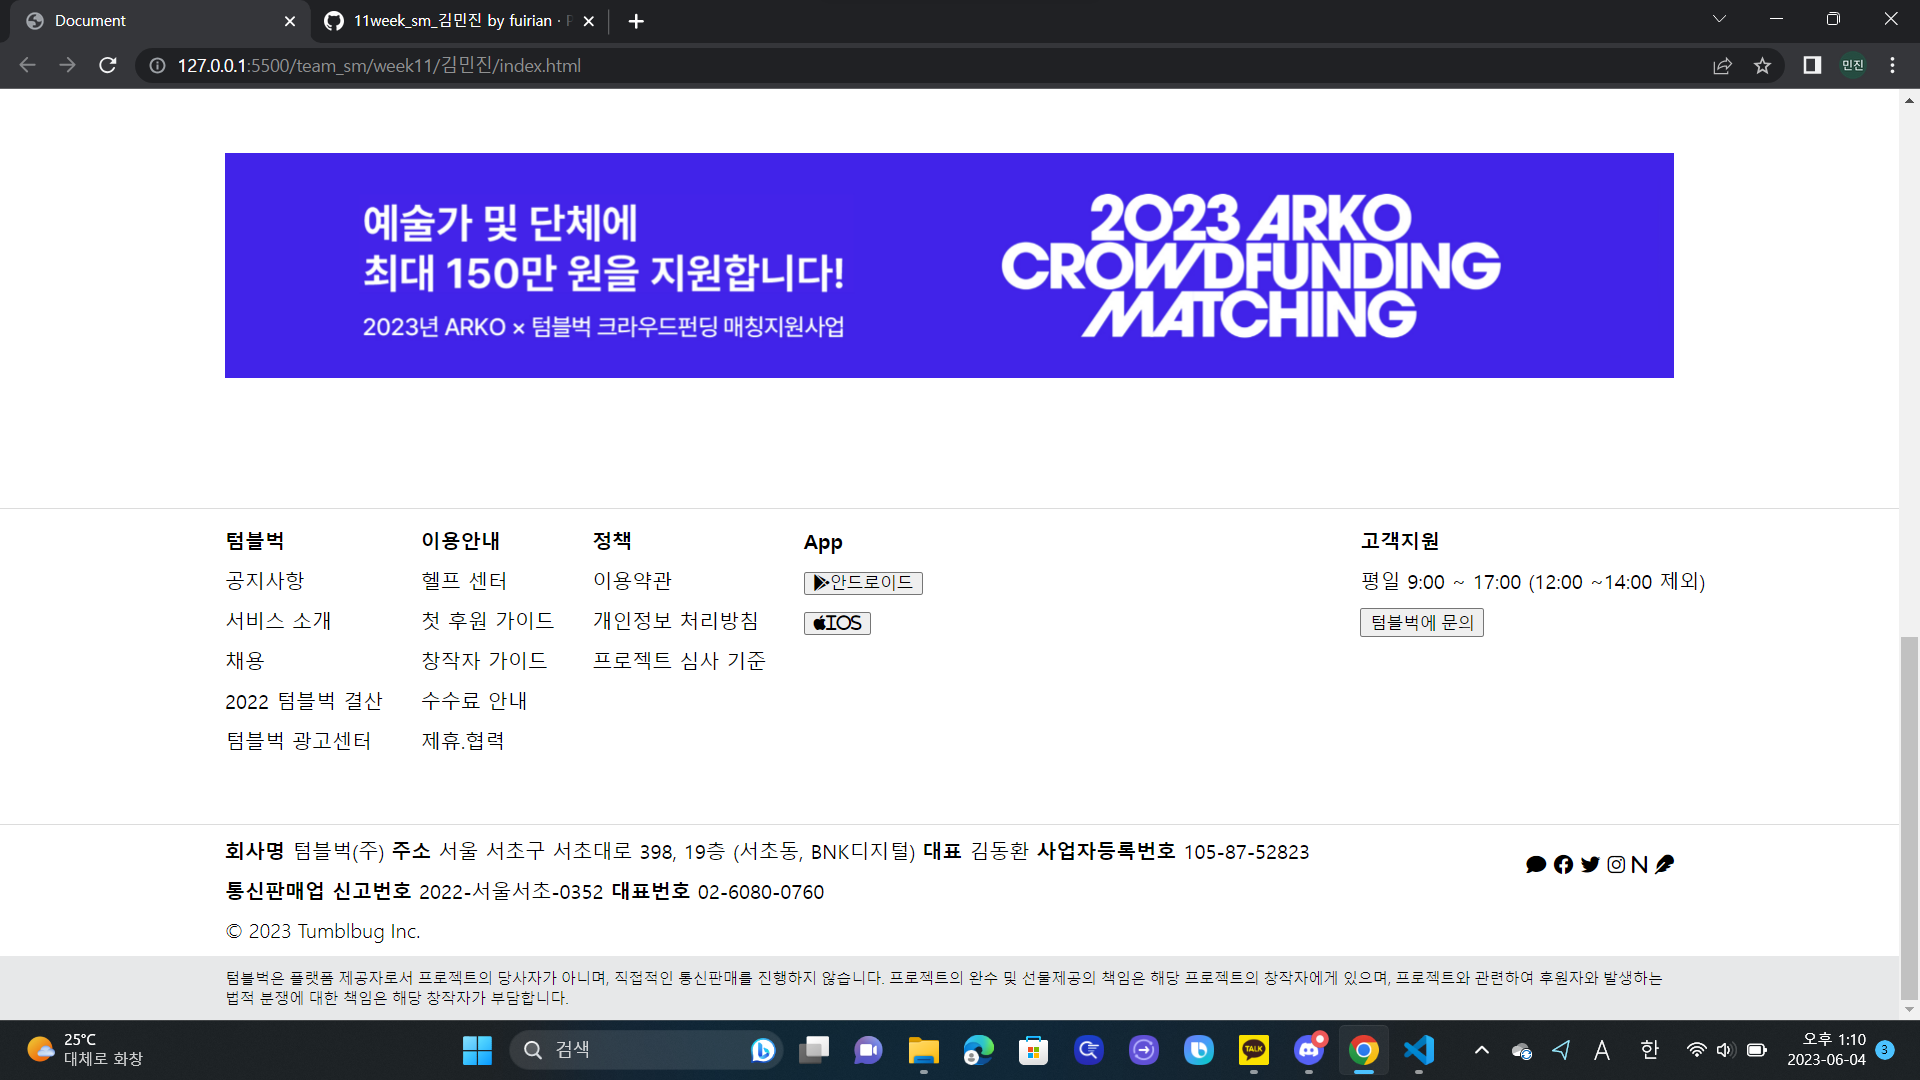 Document
11week_sm_김민진 by fuirian ·
127.0.0.1:5500/team_sm/week11/김민진/index.html
민진
예술가 및 단체에
최대 150만 원을 지원합니다!
2023년 ARKO × 텀블벅 크라우드펀딩 매칭지원사업
2023 ARKO
CROWDFUNDING
MATCHING
텀블벅
공지사항
서비스 소개
채용
2022 텀블벅 결산
텀블벅 광고센터
이용안내
헬프 센터
첫 후원 가이드
창작자 가이드
수수료 안내
제휴.협력
정책
이용약관
개인정보 처리방침
프로젝트 심사 기준
App
안드로이드
IOS
고객지원
평일 9:00 ~ 17:00 (12:00 ~14:00 제외)
텀블벅에 문의
회사명 텀블벅(주) 주소 서울 서초구 서초대로 398, 19층 (서초동, BNK디지털) 대표 김동환 사업자등록번호 105-87-52823
통신판매업 신고번호 2022-서울서초-0352 대표번호 02-6080-0760
© 2023 Tumblbug Inc.
N
텀블벅은 플랫폼 제공자로서 프로젝트의 당사자가 아니며, 직접적인 통신판매를 진행하지 않습니다. 프로젝트의 완수 및 선물제공의 책임은 해당 프로젝트의 창작자에게 있으며, 프로젝트와 관련하여 후원자와 발생하는
법적 분쟁에 대한 책임은 해당 창작자가 부담합니다.
25°C
대체로 화창
검색
TALK
A
한
오후 1:10
2023-06-04
3